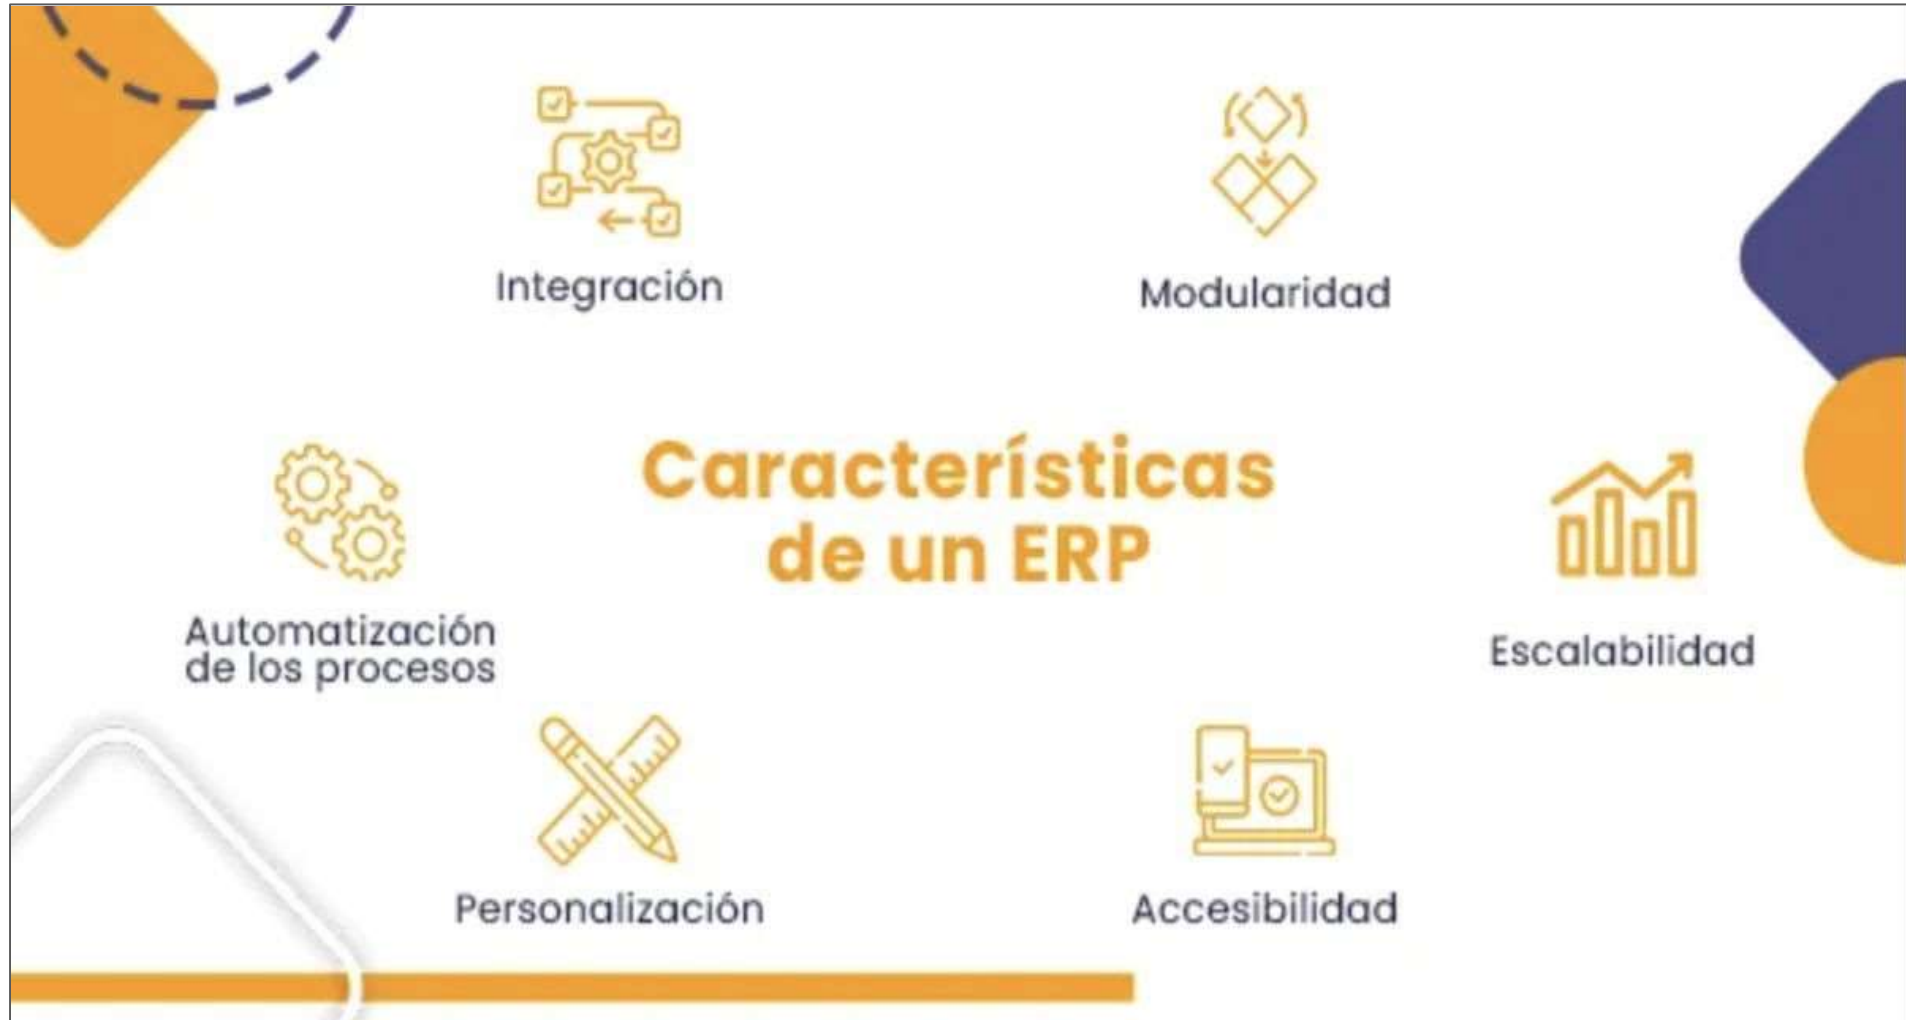 Integración
Modularidad
Características
de un ERP
Automatización
de los procesos
Escalabilidad
Personalización
Accesibilidad